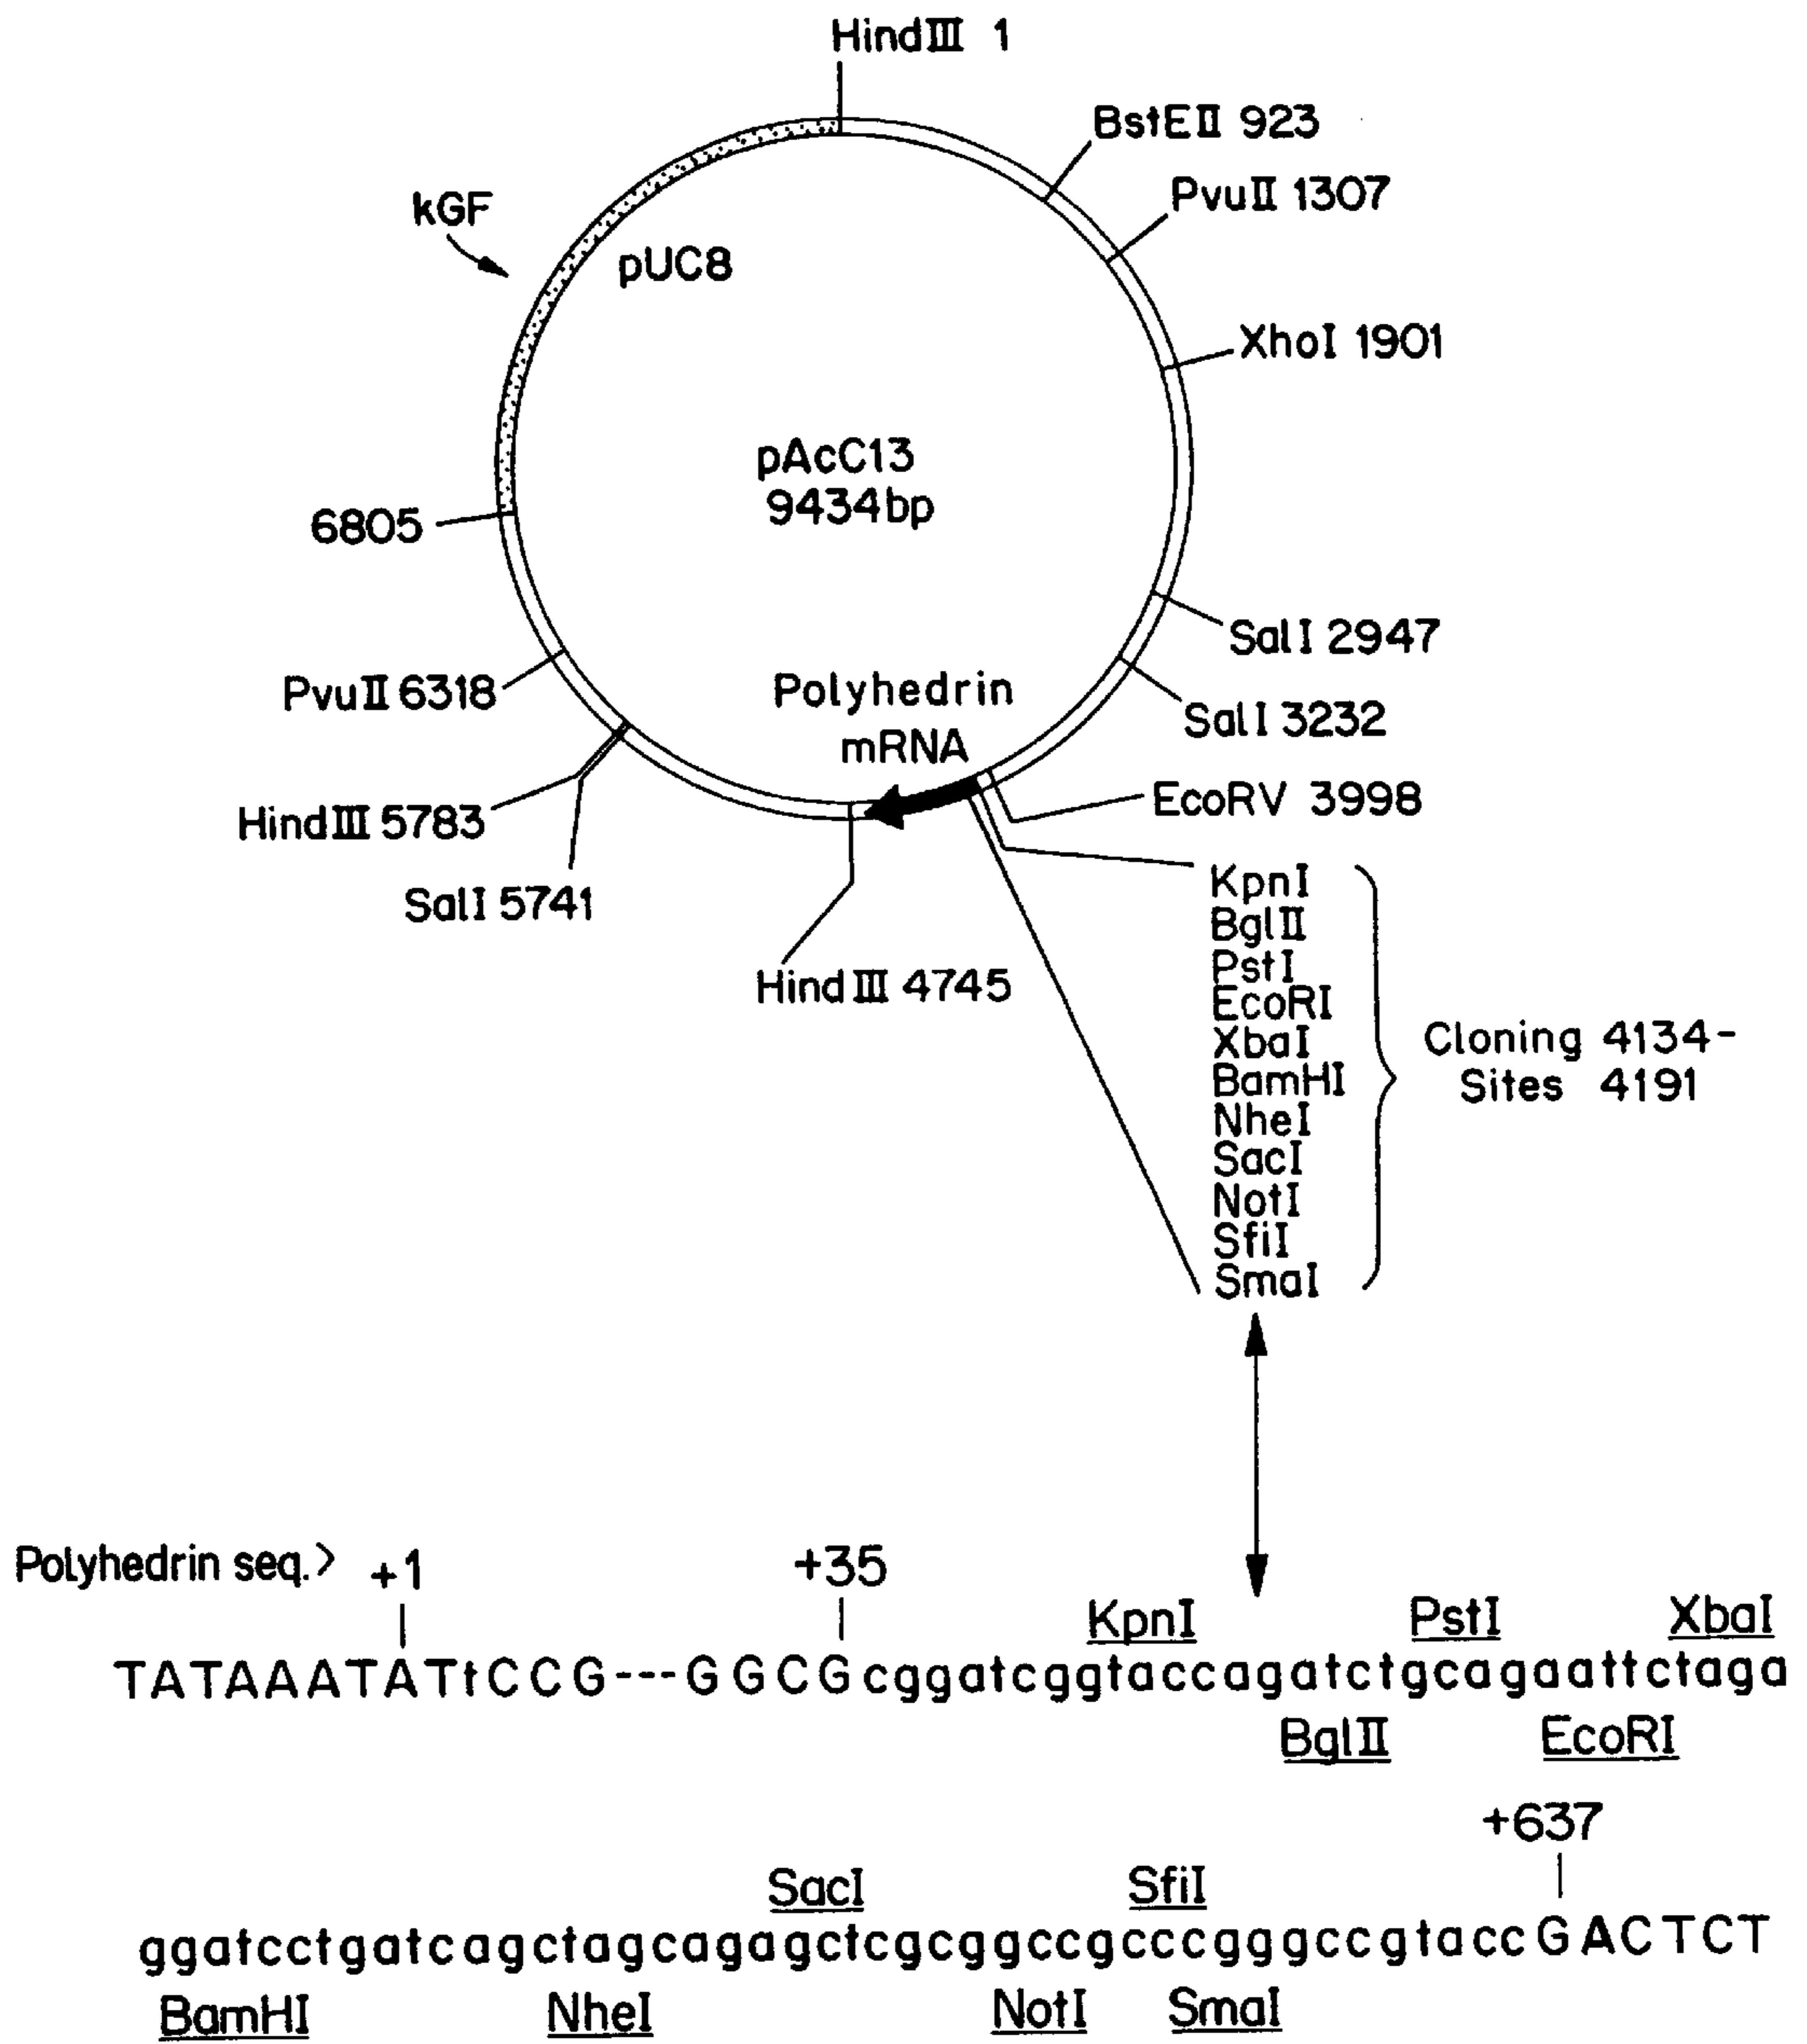 HindIII 1
BstEII 923
PvuII 1307
kGF
pUC8
XhoI 1901
pAcC13
9434bp
6805
SalI 2947
PvuII 6318
Polyhedrin
mRNA
SalI 3232
EcoRV 3998
HindIII 5783
SalI 5741
HindIII 4745
KpnI
BglII
PstI
EcoRI
XbaI
BamHI
NheI
SacI
NotI
SfiI
SmaI
Cloning 4134-
Sites 4191
Polyhedrin seq.> +1 +35
KpnI PstI XbaI
TATAAATATtCCG---GGCGcggatcggtaccagatctgcagaattctaga
BglII EcoRI
+637
SacI SfiI
ggatcctgatcagctagcagagctcgcggccgcccgggccgtaccGACTCT
BamHI NheI NotI SmaI